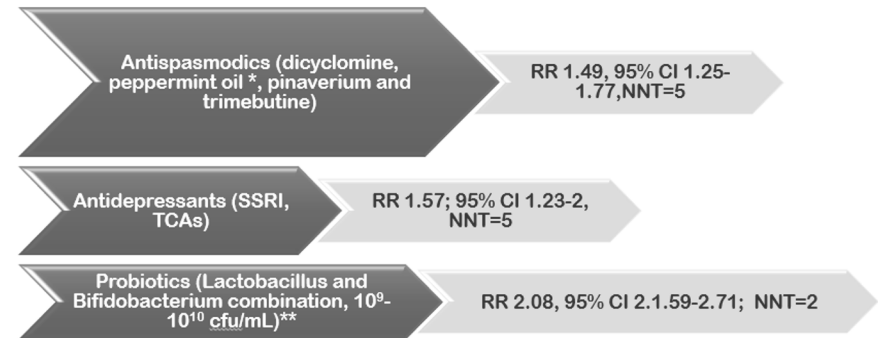 Antispasmodics (dicyclomine,
peppermint oil *, pinaverium and
trimebutine)
RR 1.49, 95% CI 1.25-
1.77,NNT=5
Antidepressants (SSRI,
TCAs)
RR 1.57; 95% CI 1.23-2,
NNT=5
Probiotics (Lactobacillus and
Bifidobacterium combination, 10⁹-
10¹⁰ cfu/mL)**
RR 2.08, 95% CI 2.1.59-2.71; NNT=2